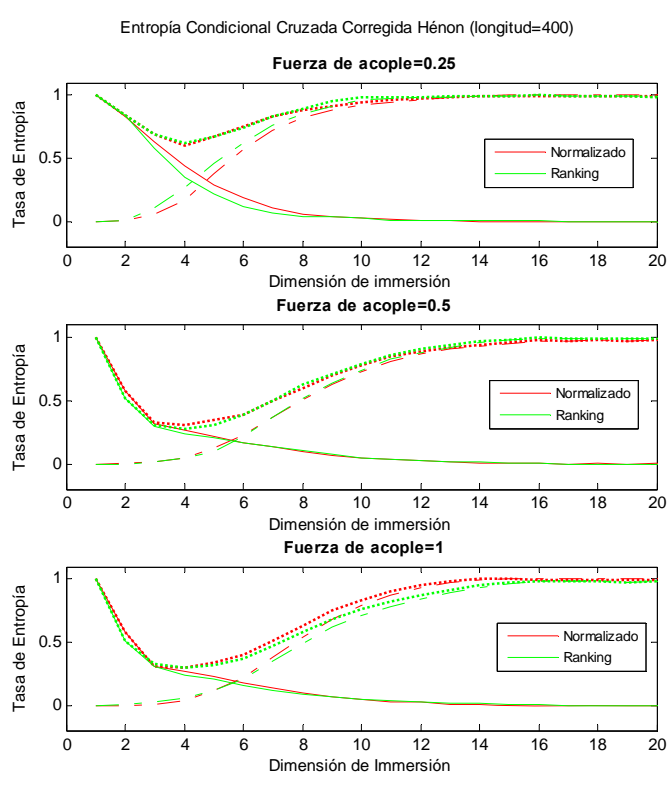 Entropía Condicional Cruzada Corregida Hénon (longitud=400)
Fuerza de acople=0.25
Tasa de Entropía
1
0.5
0
Normalizado
Ranking
0 2 4 6 8 10 12 14 16 18 20
Dimensión de immersión
Fuerza de acople=0.5
Tasa de Entropía
1
0.5
0
Normalizado
Ranking
0 2 4 6 8 10 12 14 16 18 20
Dimensión de immersión
Fuerza de acople=1
Tasa de Entropía
1
0.5
0
Normalizado
Ranking
0 2 4 6 8 10 12 14 16 18 20
Dimensión de Immersión